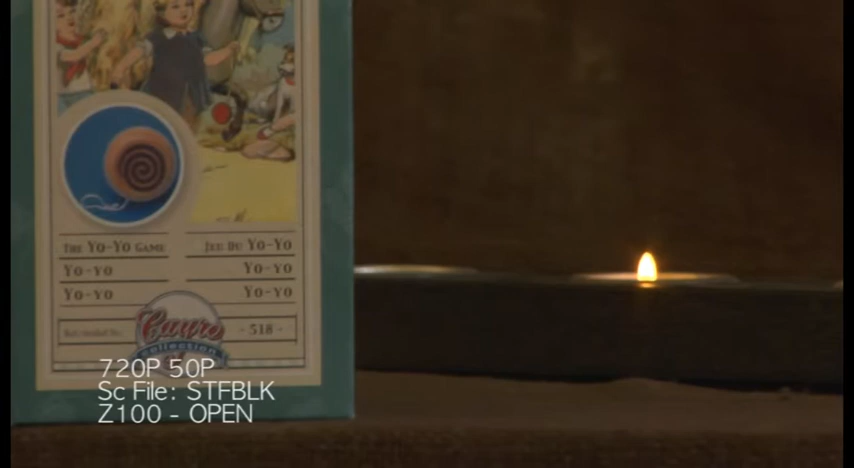 The Yo-Yo Game
Jeu Du Yo-Yo
Yo-Yo
Yo-Yo
Yo-Yo
Yo-Yo
- 518 -
Cayro
collection
720P 50P
Sc File: STFBLK
Z100 - OPEN